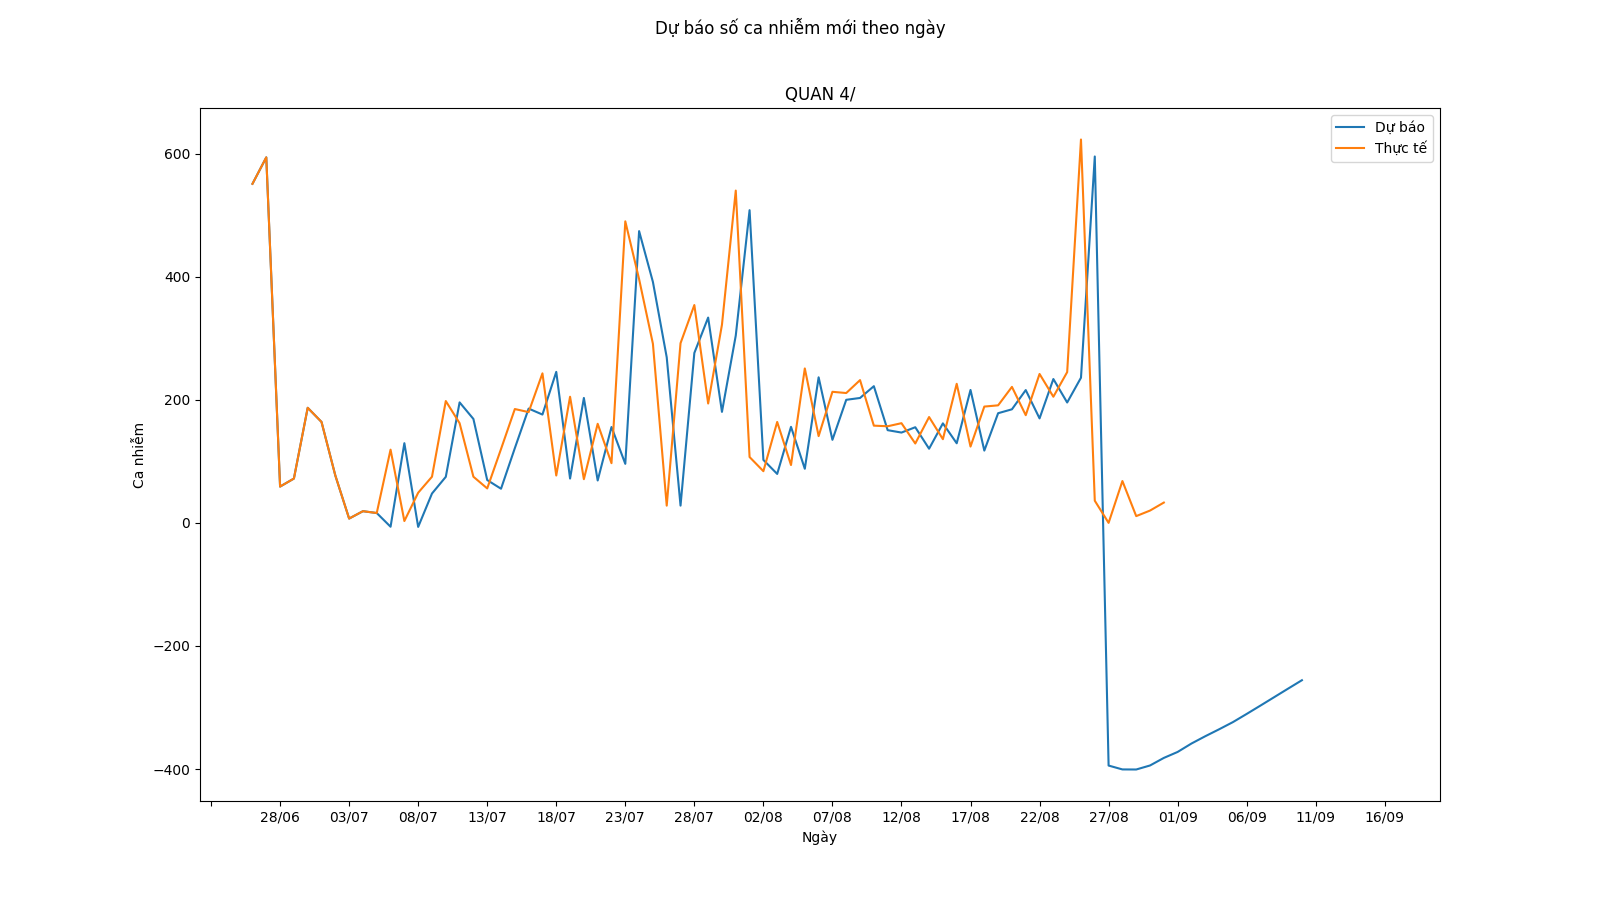 Dự báo số ca nhiễm mới theo ngày
QUAN 4/
Dự báo
Thực tế
600
400
200
0
−200
−400
Ca nhiễm
28/06 03/07 08/07 13/07 18/07 23/07 28/07 02/08 07/08 12/08 17/08 22/08 27/08 01/09 06/09 11/09 16/09
Ngày